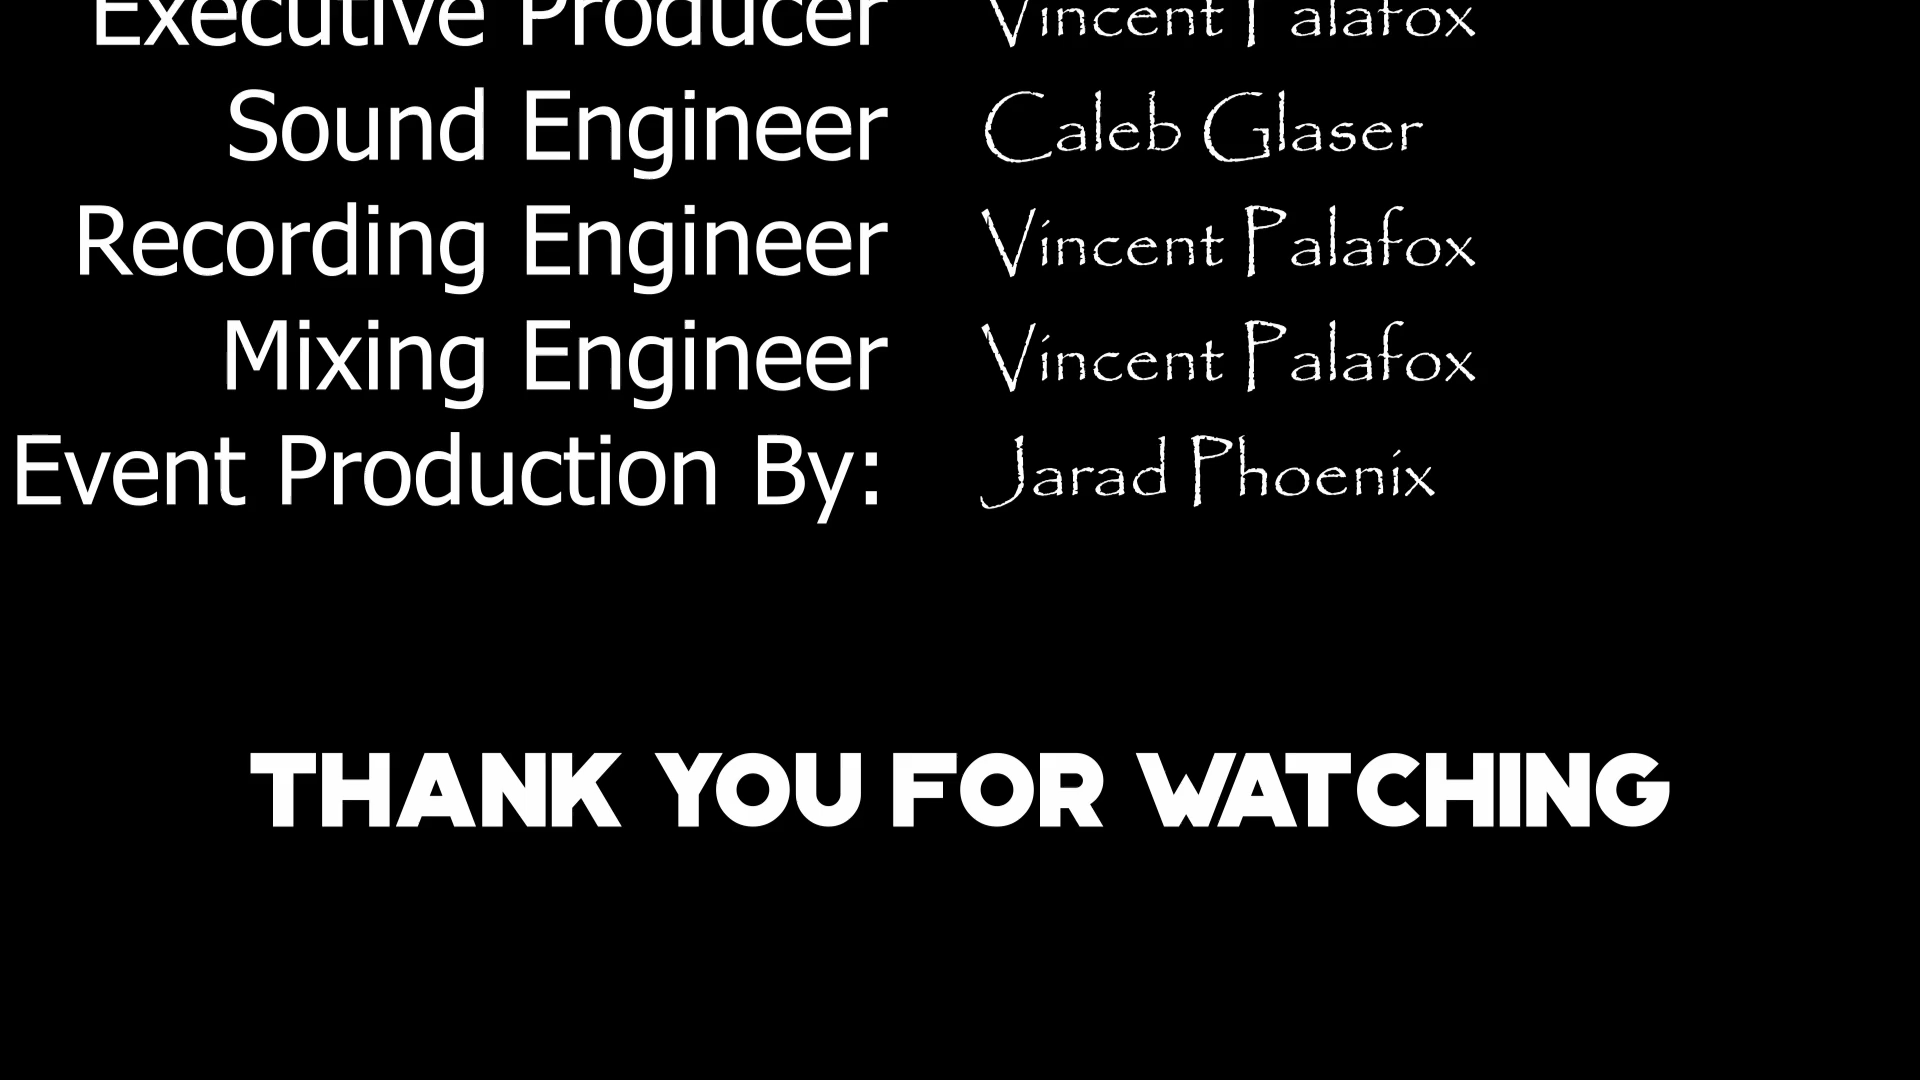 Executive Producer Vincent Palafox
Sound Engineer Caleb Glaser
Recording Engineer Vincent Palafox
Mixing Engineer Vincent Palafox
Event Production By: Jarad Phoenix
THANK YOU FOR WATCHING